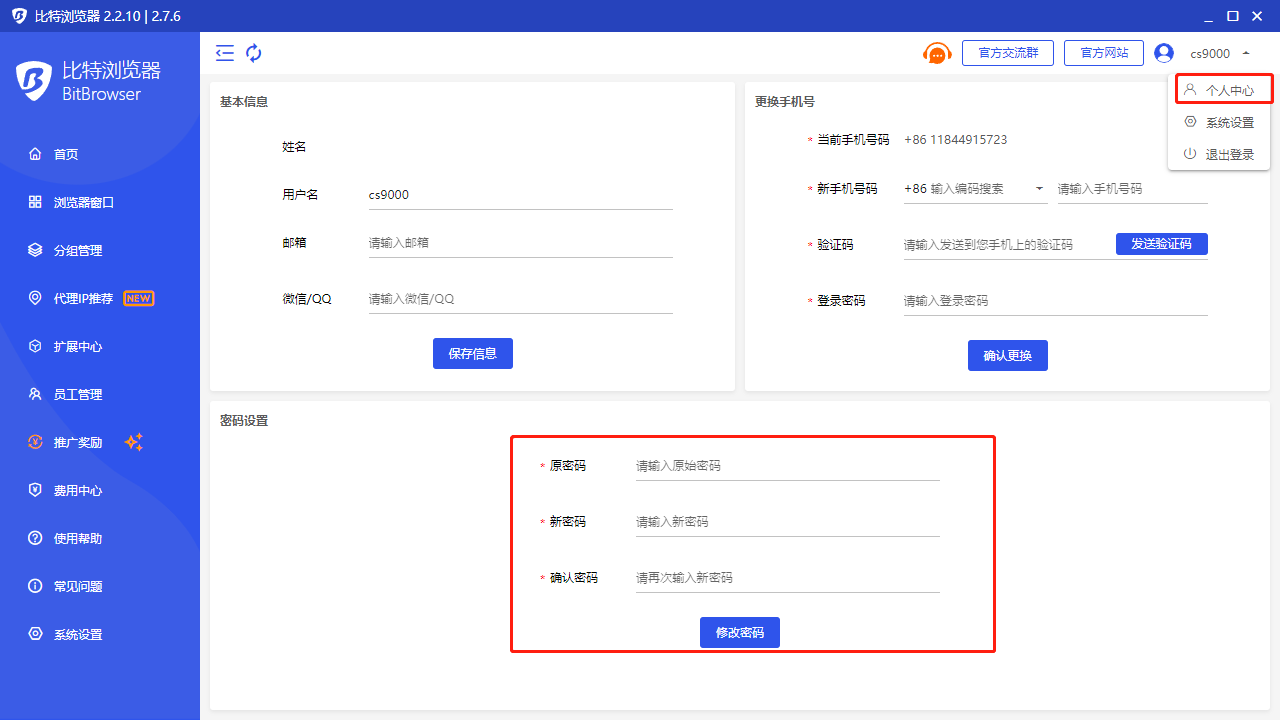 比特浏览器 2.2.10 | 2.7.6
比特浏览器
BitBrowser
首页
浏览器窗口
分组管理
代理IP推荐 NEW
扩展中心
员工管理
推广奖励
费用中心
使用帮助
常见问题
系统设置
官方交流群 官方网站 cs9000
个人中心
系统设置
退出登录
基本信息
姓名
用户名 cs9000
邮箱 请输入邮箱
微信/QQ 请输入微信/QQ
保存信息
更换手机号
* 当前手机号码 +86 11844915723
* 新手机号码 +86 输入编码搜索 请输入手机号码
* 验证码 请输入发送到您手机上的验证码 发送验证码
* 登录密码 请输入登录密码
确认更换
密码设置
* 原密码 请输入原始密码
* 新密码 请输入新密码
* 确认密码 请再次输入新密码
修改密码